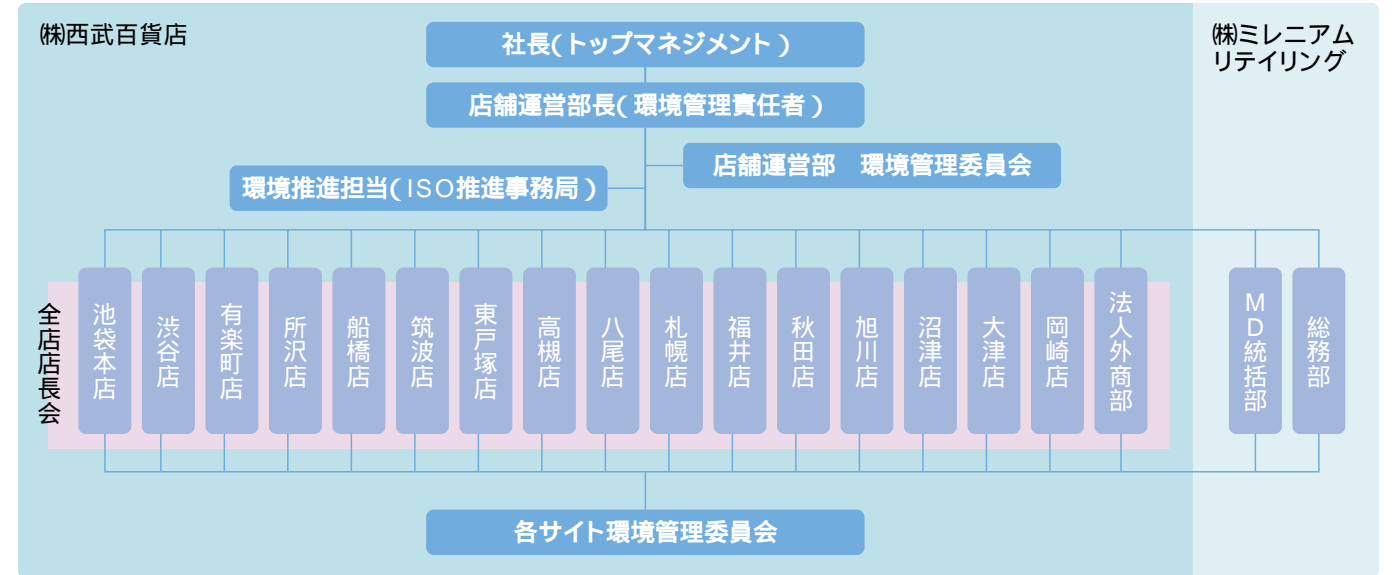 ㈱西武百貨店
㈱ミレニアム
リテイリング
社長(トップマネジメント)
店舗運営部長(環境管理責任者)
店舗運営部　環境管理委員会
環境推進担当(ISO推進事務局)
全店店長会
池袋本店
渋谷店
有楽町店
所沢店
船橋店
筑波店
東戸塚店
高槻店
八尾店
札幌店
福井店
秋田店
旭川店
沼津店
大津店
岡崎店
法人外商部
MD統括部
総務部
各サイト環境管理委員会